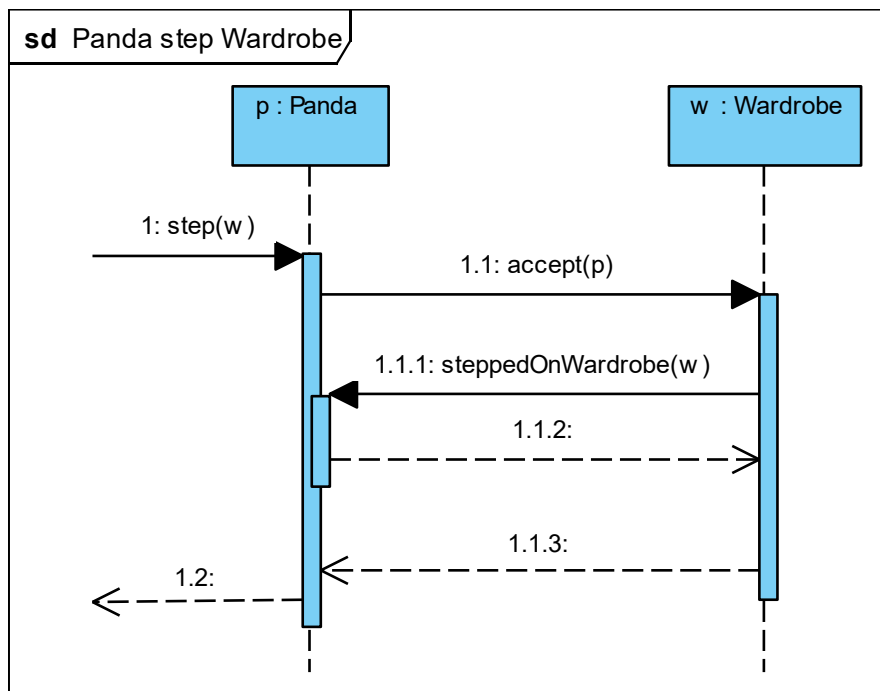 sd Panda step Wardrobe
p : Panda
w : Wardrobe
1: step(w)
1.1: accept(p)
1.1.1: steppedOnWardrobe(w)
1.1.2:
1.1.3:
1.2: